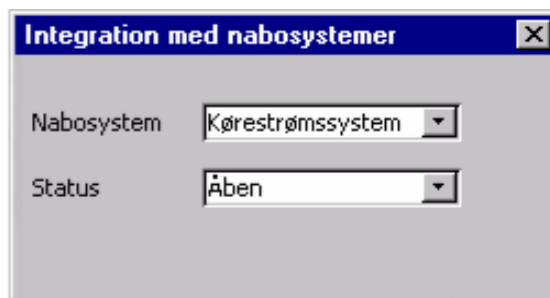 Integration med nabosystemer
Nabosystem Kørestrømssystem
Status Åben